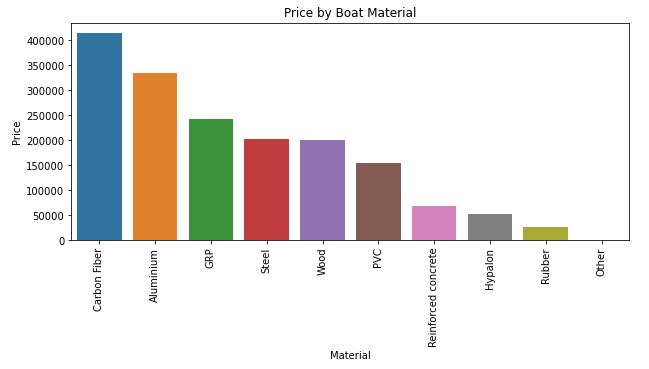 Price by Boat Material
Price
400000
350000
300000
250000
200000
150000
100000
50000
0
Carbon Fiber
Aluminium
GRP
Steel
Wood
PVC
Reinforced concrete
Hypalon
Rubber
Other
Material